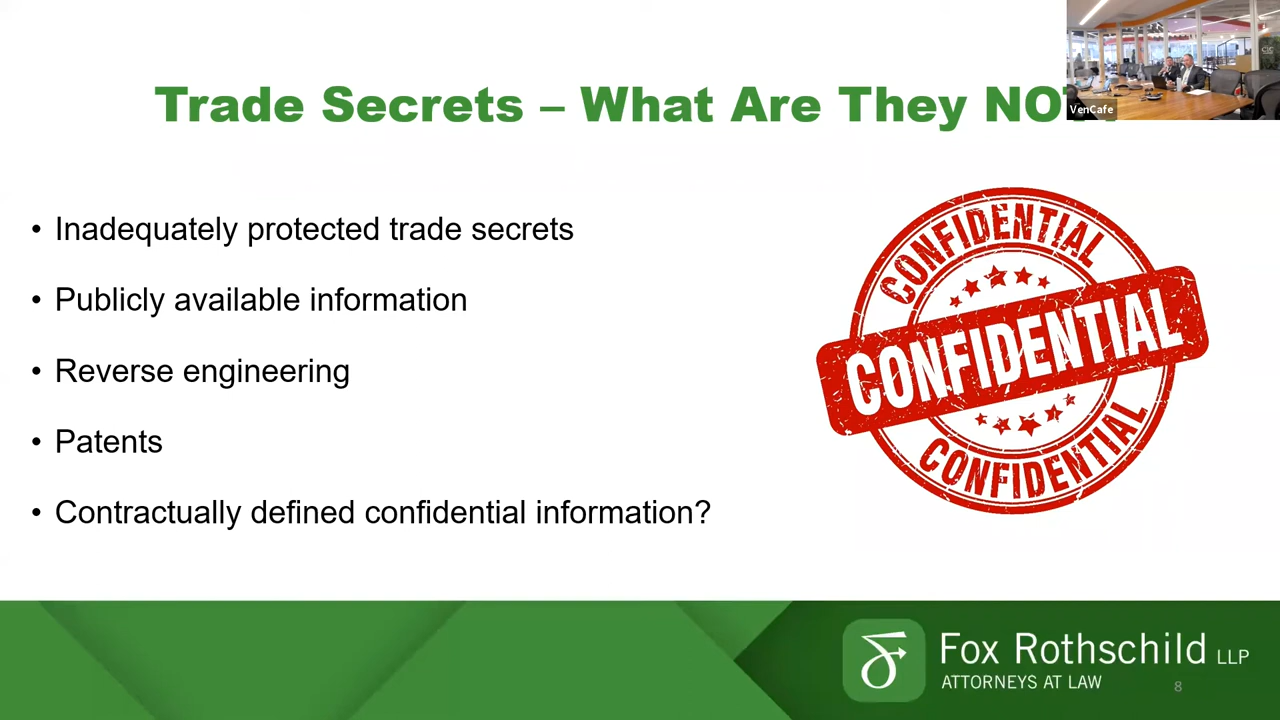 Trade Secrets – What Are They NOT
VenCafe
• Inadequately protected trade secrets
• Publicly available information
• Reverse engineering
• Patents
• Contractually defined confidential information?
CONFIDENTIAL
CONFIDENTIAL
CONFIDENTIAL
Fox Rothschild LLP
ATTORNEYS AT LAW
8